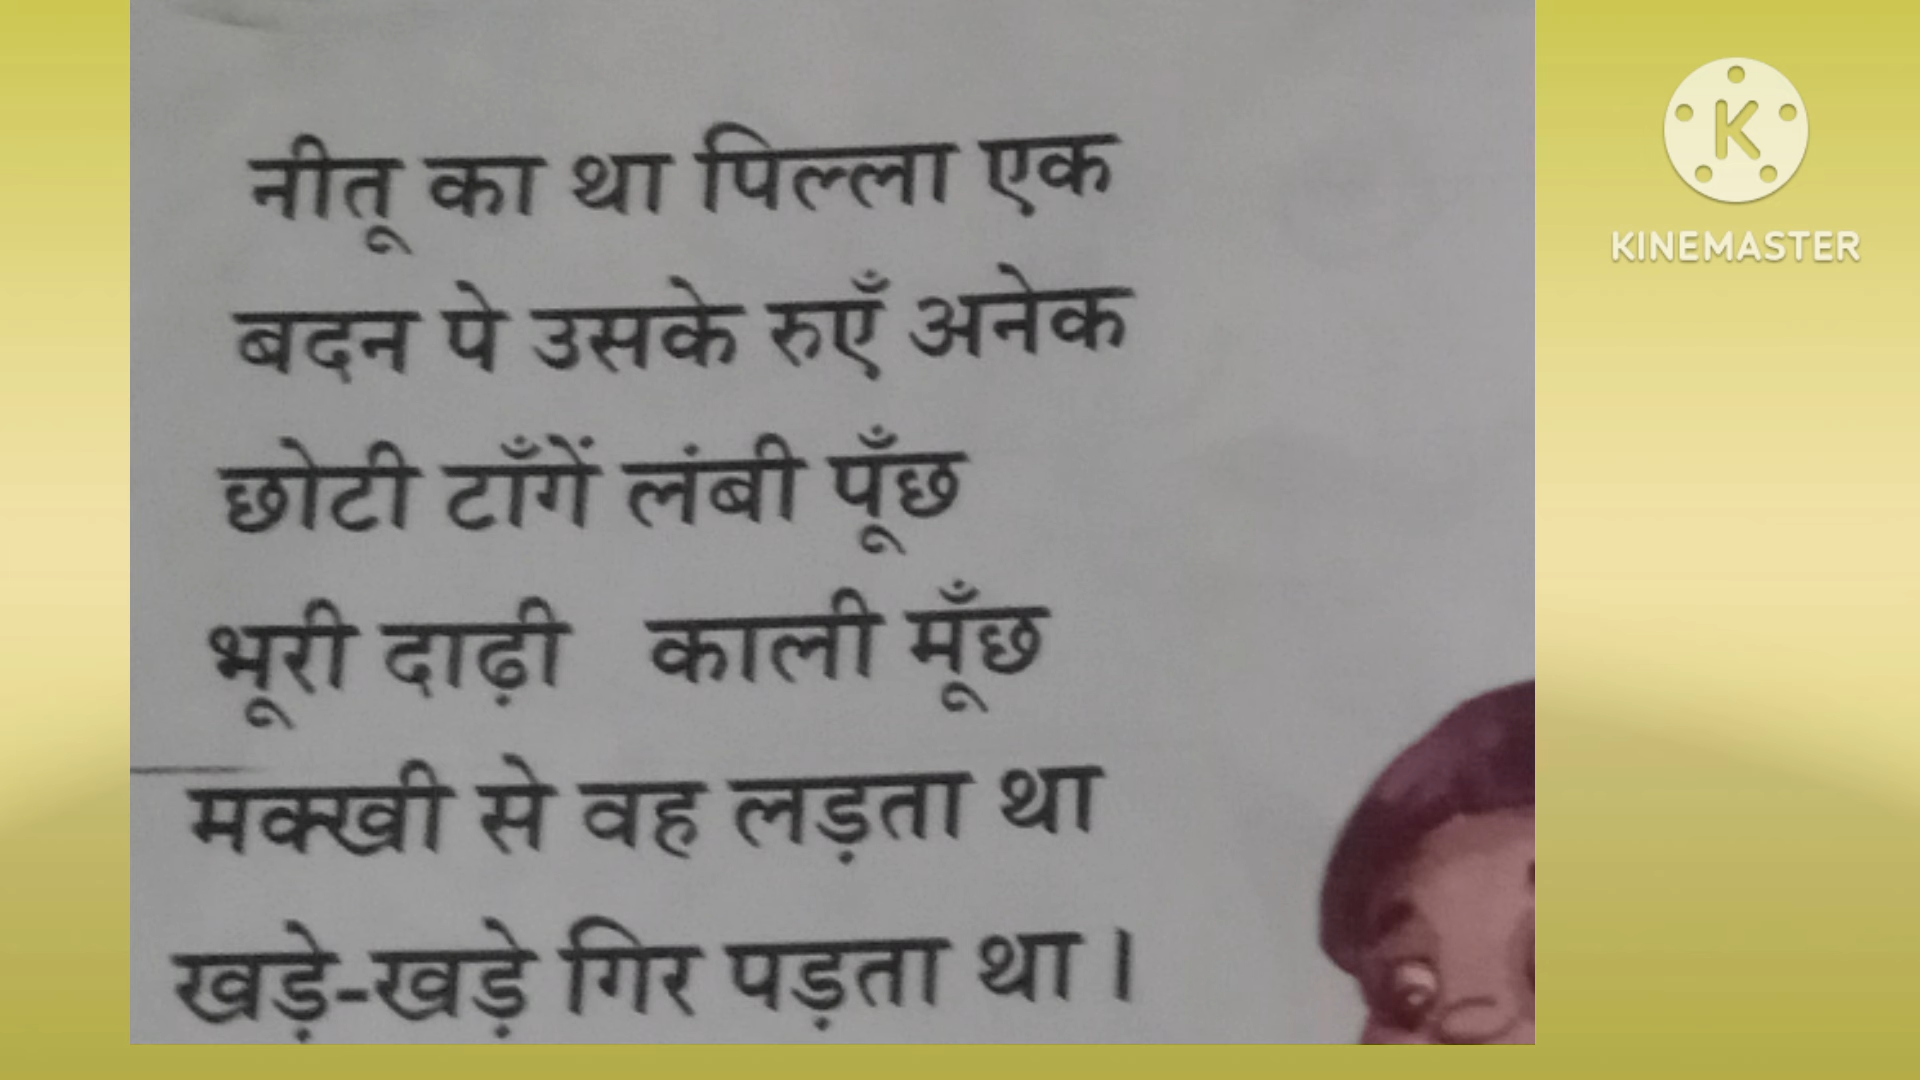 नीतू का था पिल्ला एक
बदन पे उसके रुएँ अनेक
छोटी टाँगें लंबी पूँछ
भूरी दाढ़ी काली मूँछ
मक्खी से वह लड़ता था
खड़े-खड़े गिर पड़ता था।
K
KINEMASTER